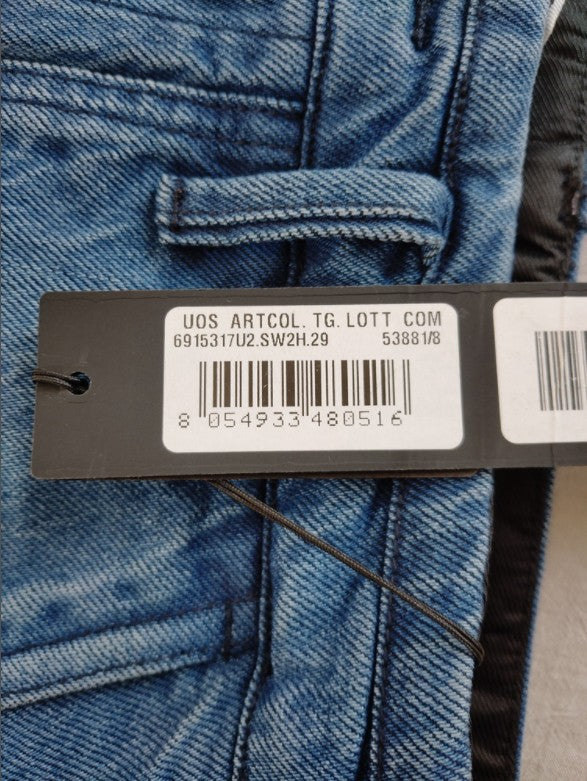 UOS ARTCOL. TG. LOTT COM
6915317U2.SW2H.29 53881/8
8 054933 480516